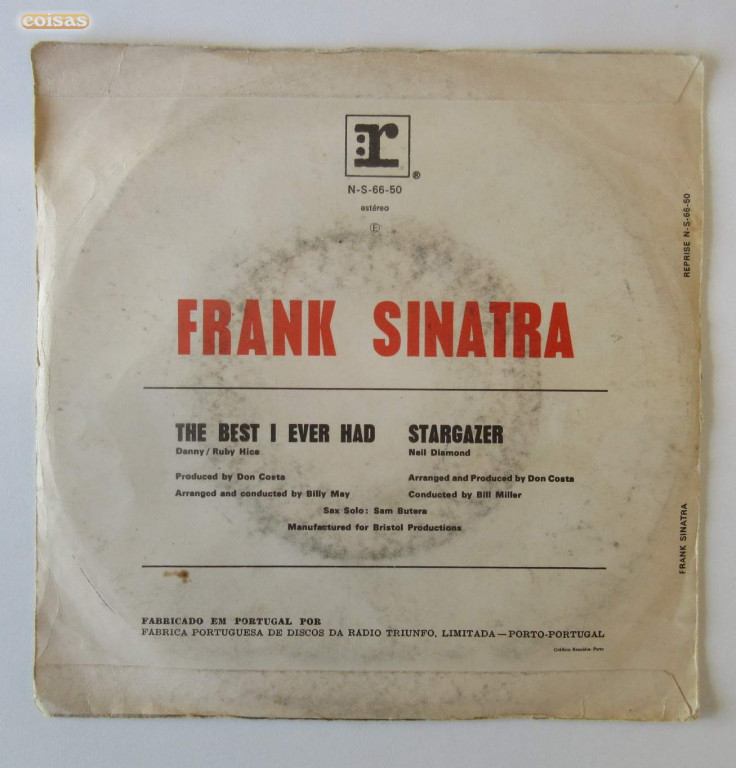 coisas
r
®
N-S-66-50
estéreo
Ⓔ
FRANK SINATRA
THE BEST I EVER HAD
Danny / Ruby Hice
Produced by Don Costa
Arranged and conducted by Billy May
STARGAZER
Neil Diamond
Arranged and Produced by Don Costa
Conducted by Bill Miller
Sax Solo: Sam Butera
Manufactured for Bristol Productions
FABRICADO EM PORTUGAL POR
FABRICA PORTUGUESA DE DISCOS DA RÁDIO TRIUNFO, LIMITADA — PORTO-PORTUGAL
REPRISE N-S-66-50
FRANK SINATRA